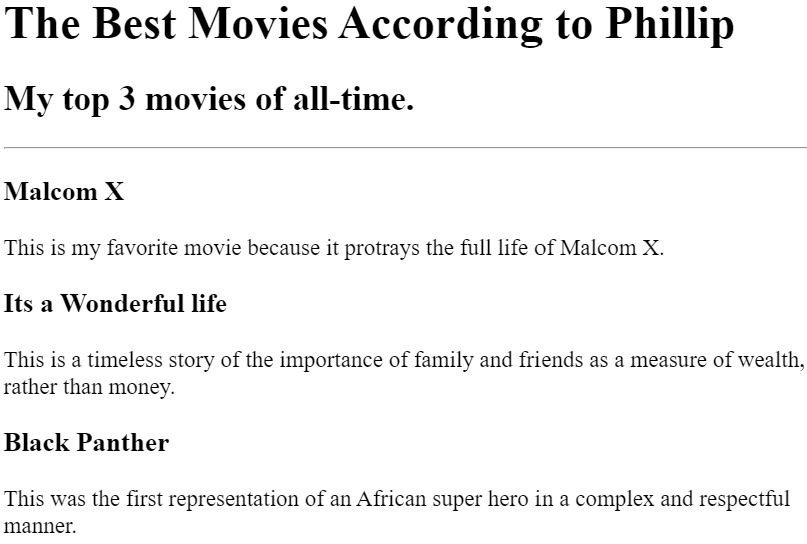 The Best Movies According to Phillip
My top 3 movies of all-time.
Malcom X
This is my favorite movie because it protrays the full life of Malcom X.
Its a Wonderful life
This is a timeless story of the importance of family and friends as a measure of wealth,
rather than money.
Black Panther
This was the first representation of an African super hero in a complex and respectful
manner.